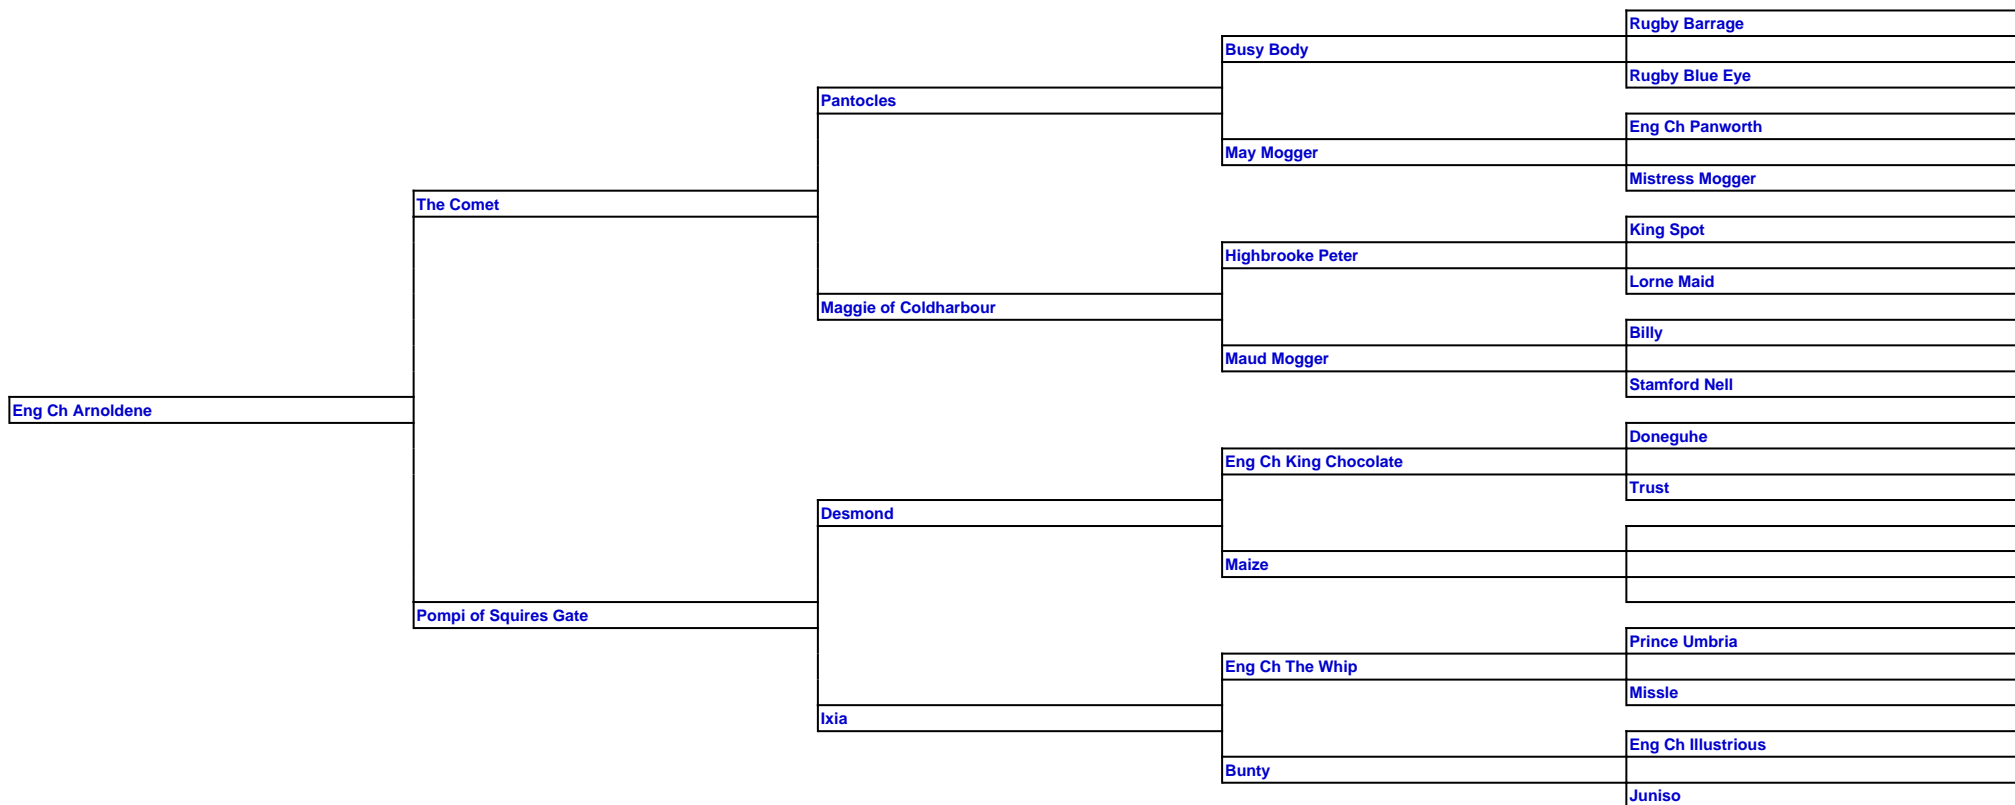 Rugby Barrage
Busy Body
Rugby Blue Eye
Pantocles
Eng Ch Panworth
May Mogger
Mistress Mogger
The Comet
King Spot
Highbrooke Peter
Lorne Maid
Maggie of Coldharbour
Billy
Maud Mogger
Stamford Nell
Eng Ch Arnoldene
Doneguhe
Eng Ch King Chocolate
Trust
Desmond
Maize
Pompi of Squires Gate
Prince Umbria
Eng Ch The Whip
Missle
Ixia
Eng Ch Illustrious
Bunty
Juniso